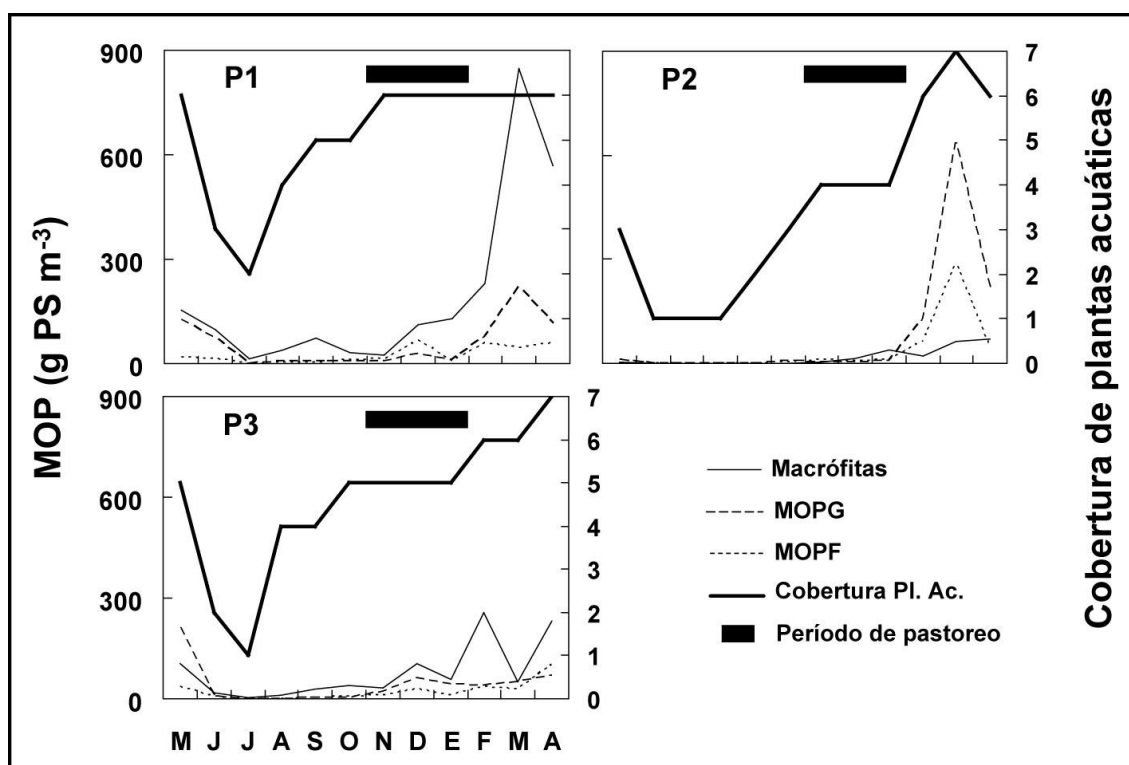 MOP (g PS m-3)
900
600
300
0
P1
P2
7
6
5
4
3
2
1
0
Cobertura de plantas acuáticas
900
600
300
0
P3
7
6
5
4
3
2
1
0
M J J A S O N D E F M A
Macrófitas
MOPG
MOPF
Cobertura Pl. Ac.
Período de pastoreo